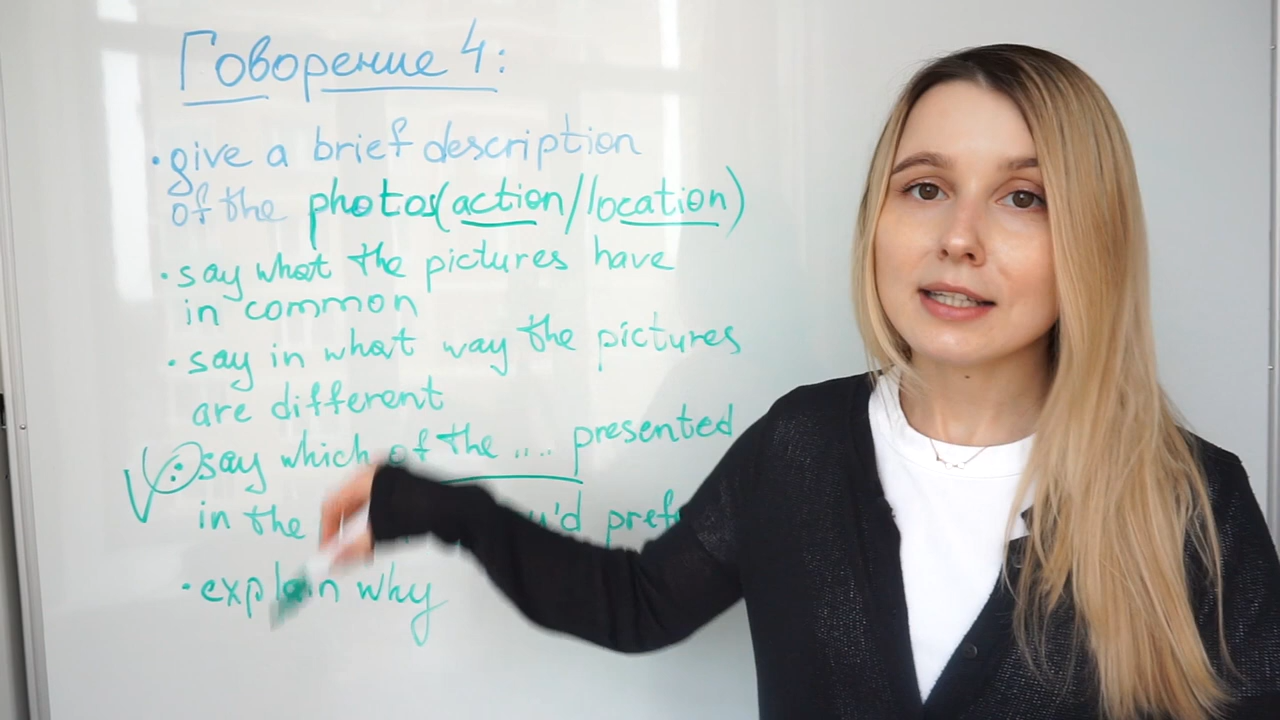 Говорение 4:
• give a brief description
of the photos (action/location)
• say what the pictures have
in common
• say in what way the pictures
are different
• say which of the .... presented
in the 'd
• explain why